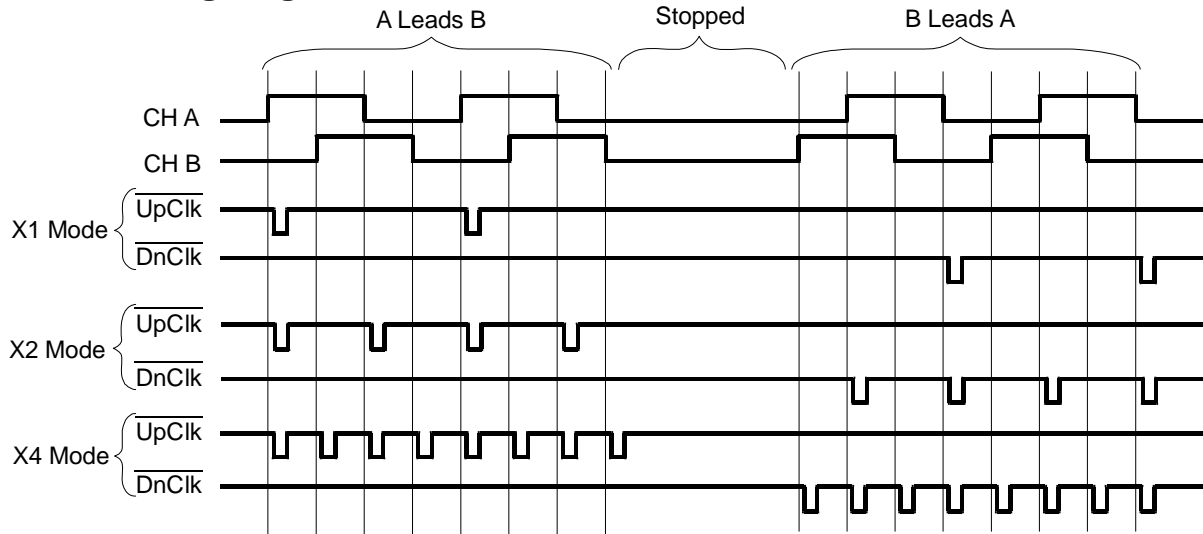 A Leads B
Stopped
B Leads A
CH A
CH B
X1 Mode
UpClk
DnClk
X2 Mode
UpClk
DnClk
X4 Mode
UpClk
DnClk